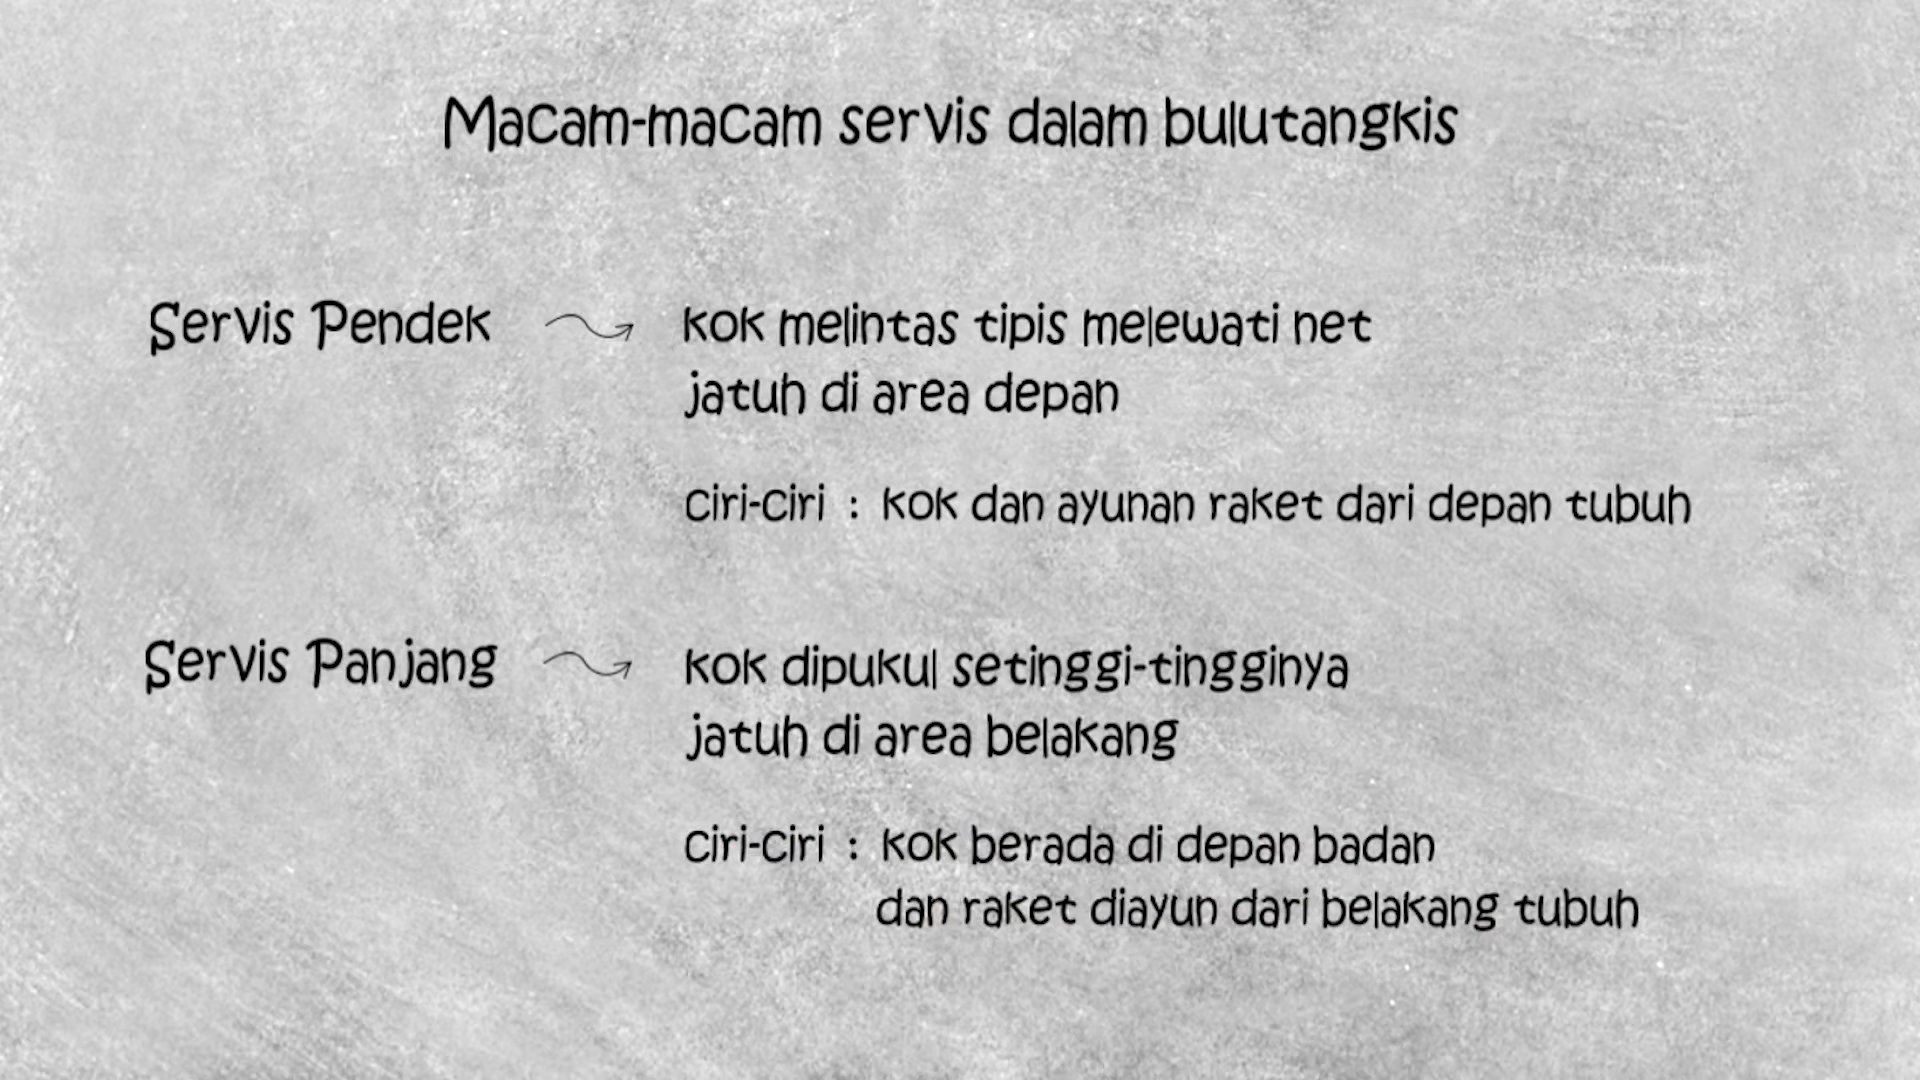 Macam-macam servis dalam bulutangkis
Servis Pendek
kok melintas tipis melewati net
jatuh di area depan
ciri-ciri : kok dan ayunan raket dari depan tubuh
Servis Panjang
kok dipukul setinggi-tingginya
jatuh di area belakang
ciri-ciri : kok berada di depan badan
dan raket diayun dari belakang tubuh